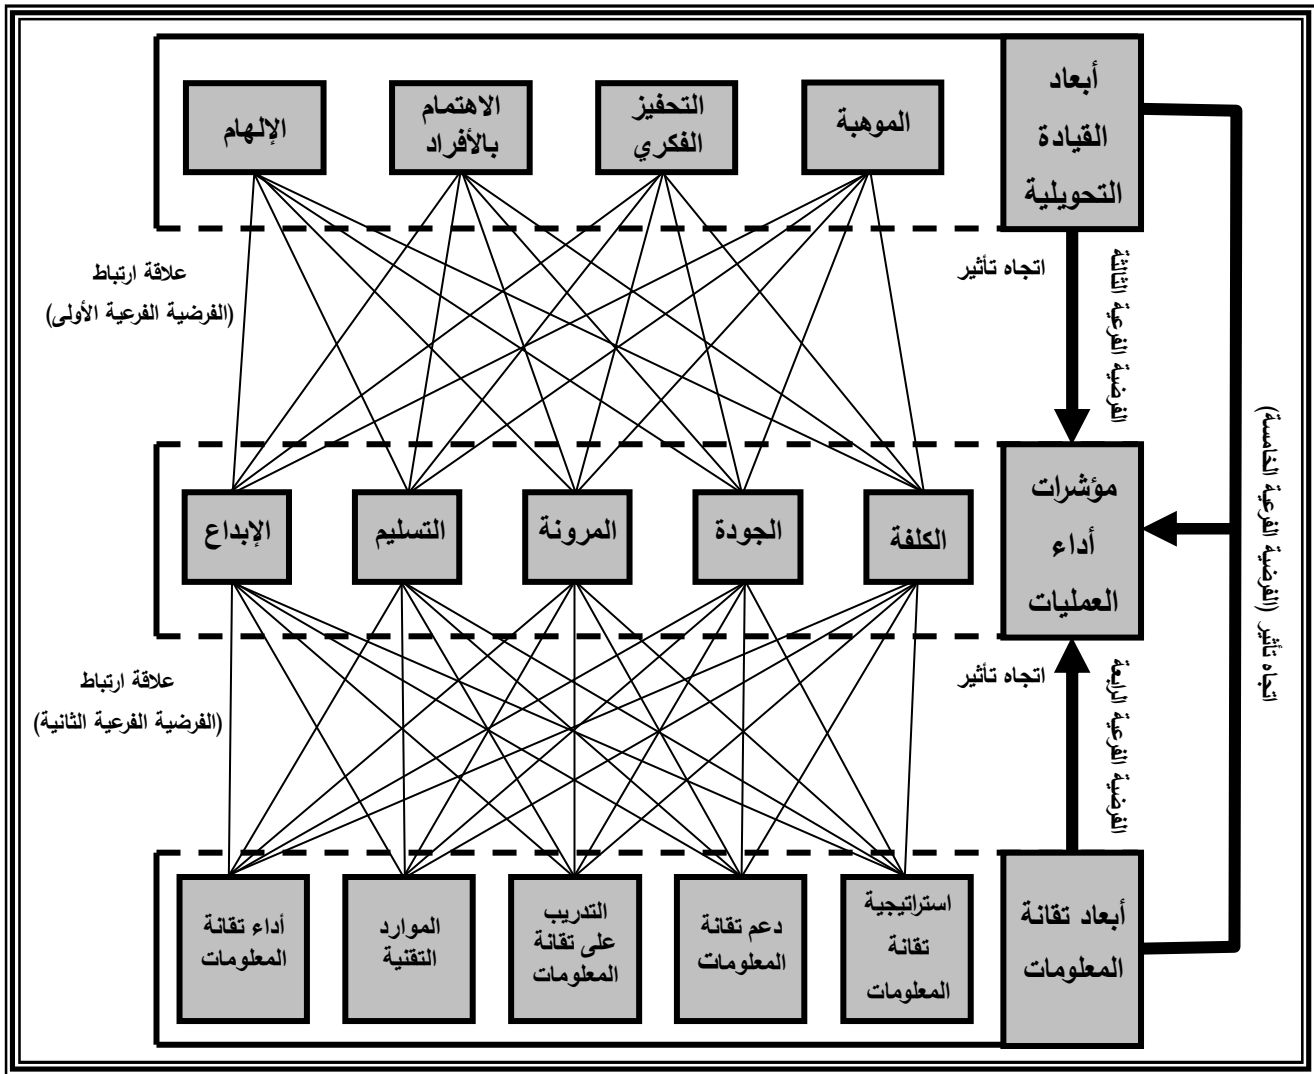 أبعاد
القيادة
التحويلية
الموهبة
التحفيز
الفكري
الاهتمام
بالأفراد
الإلهام
اتجاه تأثير
الفرضية الفرعية الثالثة
علاقة ارتباط
(الفرضية الفرعية الأولى)
اتجاه تأثير (الفرضية الفرعية الخامسة)
مؤشرات
أداء
العمليات
الكلفة
الجودة
المرونة
التسليم
الإبداع
اتجاه تأثير
الفرضية الفرعية الرابعة
علاقة ارتباط
(الفرضية الفرعية الثانية)
أبعاد تقانة
المعلومات
استراتيجية
تقانة
المعلومات
دعم تقانة
المعلومات
التدريب
على تقانة
المعلومات
الموارد
التقنية
أداء تقانة
المعلومات